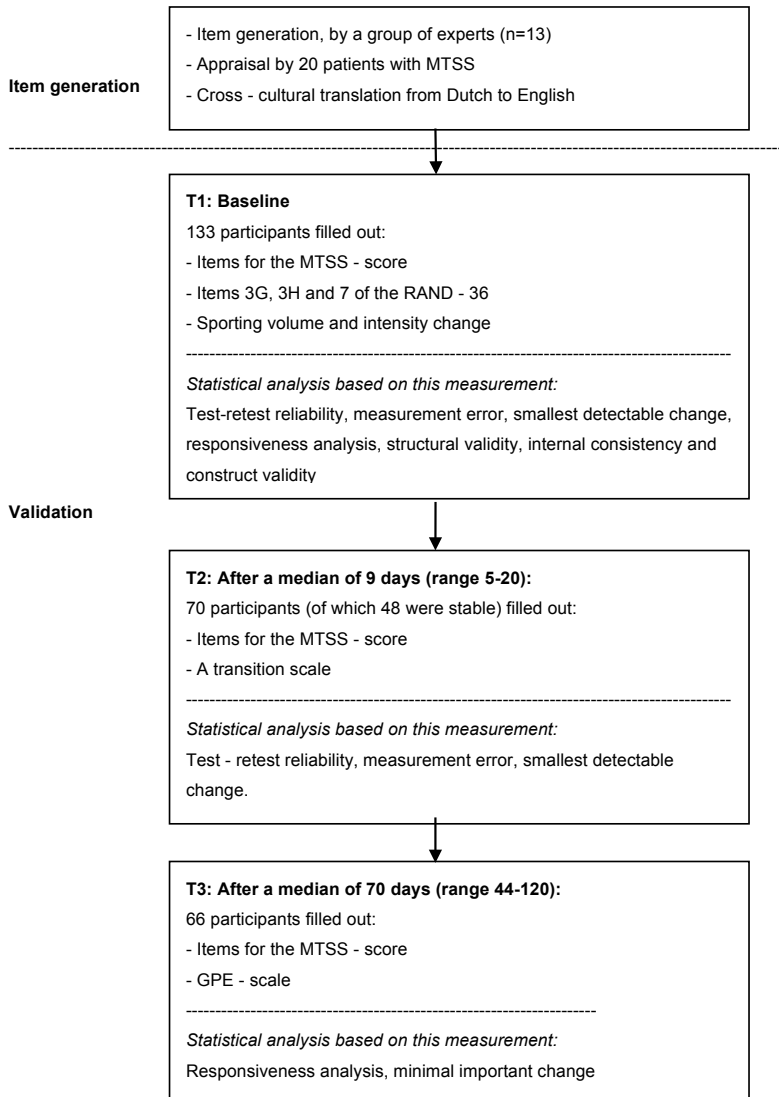 - Item generation, by a group of experts (n=13)
- Appraisal by 20 patients with MTSS
Item generation
- Cross - cultural translation from Dutch to English
T1: Baseline
133 participants filled out:
- Items for the MTSS - score
- Items 3G, 3H and 7 of the RAND - 36
- Sporting volume and intensity change
Statistical analysis based on this measurement:
Test-retest reliability, measurement error, smallest detectable change,
responsiveness analysis, structural validity, internal consistency and
construct validity
Validation
T2: After a median of 9 days (range 5-20):
70 participants (of which 48 were stable) filled out:
- Items for the MTSS - score
- A transition scale
Statistical analysis based on this measurement:
Test - retest reliability, measurement error, smallest detectable
change.
T3: After a median of 70 days (range 44-120):
66 participants filled out:
- Items for the MTSS - score
- GPE - scale
Statistical analysis based on this measurement:
Responsiveness analysis, minimal important change